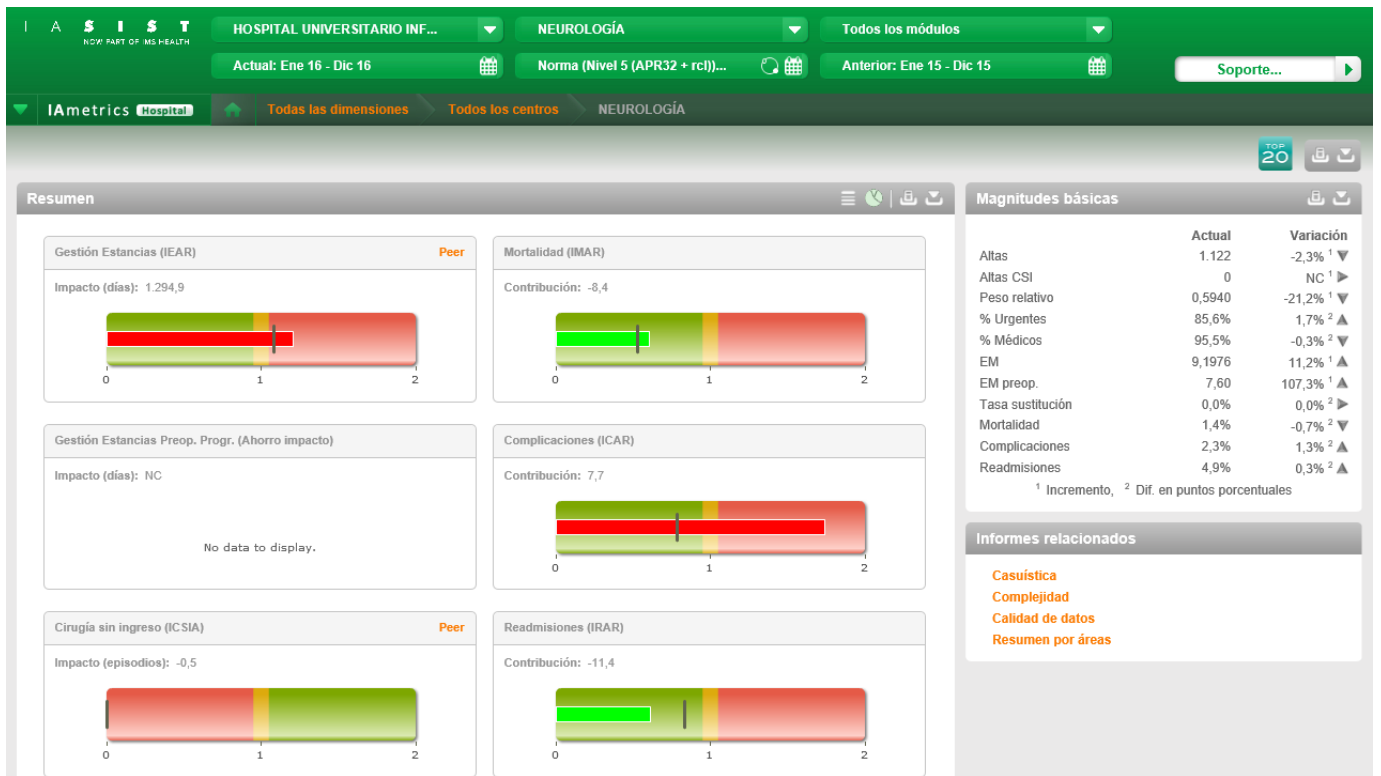 I A S I S T
NOW PART OF IMS HEALTH
HOSPITAL UNIVERSITARIO INF...
NEUROLOGÍA
Todos los módulos
Actual: Ene 16 - Dic 16
Norma (Nivel 5 (APR32 + rcl))...
Anterior: Ene 15 - Dic 15
Soporte...
IAmetrics Hospital
Todas las dimensiones
Todos los centros
NEUROLOGÍA
TOP 20
Resumen
Gestión Estancias (IEAR) Peer
Impacto (días): 1.294,9
0 1 2
Mortalidad (IMAR)
Contribución: -8,4
0 1 2
Gestión Estancias Preop. Progr. (Ahorro impacto)
Impacto (días): NC
No data to display.
Complicaciones (ICAR)
Contribución: 7,7
0 1 2
Cirugía sin ingreso (ICSIA) Peer
Impacto (episodios): -0,5
0 1 2
Readmisiones (IRAR)
Contribución: -11,4
0 1 2
Magnitudes básicas
Actual Variación
Altas 1.122 -2,3% ¹
Altas CSI 0 NC ¹
Peso relativo 0,5940 -21,2% ¹
% Urgentes 85,6% 1,7% ²
% Médicos 95,5% -0,3% ²
EM 9,1976 11,2% ¹
EM preop. 7,60 107,3% ¹
Tasa sustitución 0,0% 0,0% ²
Mortalidad 1,4% -0,7% ²
Complicaciones 2,3% 1,3% ²
Readmisiones 4,9% 0,3% ²
¹ Incremento, ² Dif. en puntos porcentuales
Informes relacionados
Casuística
Complejidad
Calidad de datos
Resumen por áreas